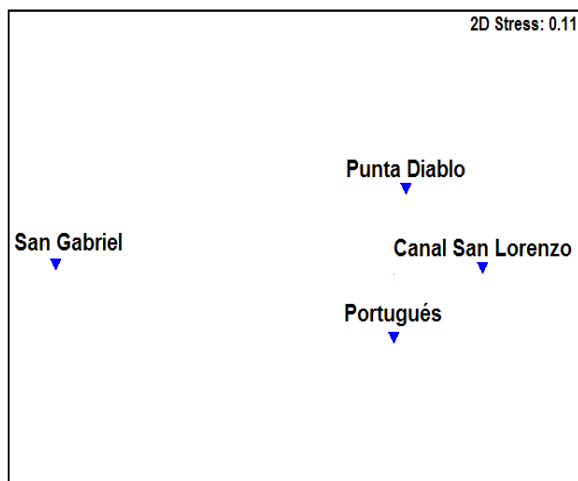 2D Stress: 0.11
Punta Diablo
San Gabriel
Canal San Lorenzo
Portugués